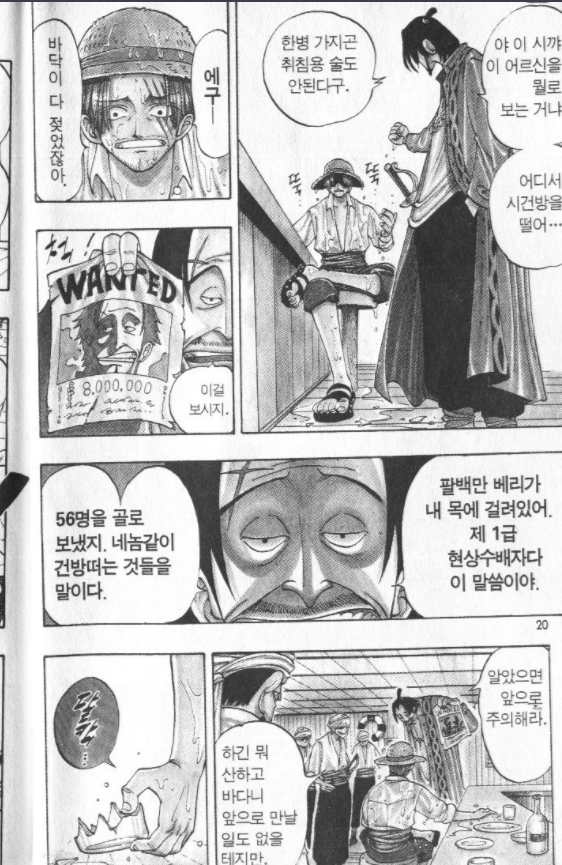 야 이 시꺄
이 어르신을
뭘로
보는 거냐
어디서
시건방을
떨어…
한병 가지곤
취침용 술도
안된다구.
뚝…
뚝…
에구—
바닥이 다 젖었잖아.
척!
WANTED
8.000.000
이걸
보시지.
팔백만 베리가
내 목에 걸려있어.
제 1급
현상수배자다
이 말씀이야.
56명을 골로
보냈지. 네놈같이
건방떠는 것들을
말이다.
20
알았으면
앞으로
주의해라.
하긴 뭐
산하고
바다니
앞으로 만날
일도 없을
테지만.
달칵…